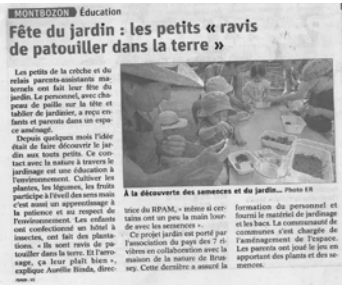 MONTBOZON Éducation
Fête du jardin : les petits « ravis
de patouiller dans la terre »
Les petits de la crèche et du
relais parents-assistants ma-
ternels ont fait leur fête du
jardin. Le personnel, avec cha-
peau de paille sur la tête et
tablier de jardinier, a reçu en-
fants et parents dans un espa-
ce aménagé.
Depuis quelques mois l'idée
était de faire découvrir le jar-
din aux touts petits. Ce con-
tact avec la nature à travers le
jardinage est une éducation à
l'environnement. Cultiver les
plantes, les légumes, les fruits
participe à l'éveil des sens mais
c'est aussi un apprentissage à
la patience et au respect de
l'environnement. Les enfants
ont confectionné un hôtel à
insectes, ont fait des planta-
tions. « Ils sont ravis de pa-
touiller dans la terre. Et l'arro-
sage, ça leur plaît bien »,
explique Aurélie Binda, direc-
À la découverte des semences et du jardin... Photo ER
trice du RPAM, « même si cer-
tains ont un peu la main lour-
de avec les semences ».
Ce projet jardin est porté par
l'association du pays des 7 ri-
vières en collaboration avec la
maison de la nature de Brus-
sey. Cette dernière a assuré la
formation du personnel et
fourni le matériel de jardinage
et les bacs. La communauté de
communes s'est chargée de
l'aménagement de l'espace.
Les parents ont joué le jeu en
apportant des plants et des se-
mences.